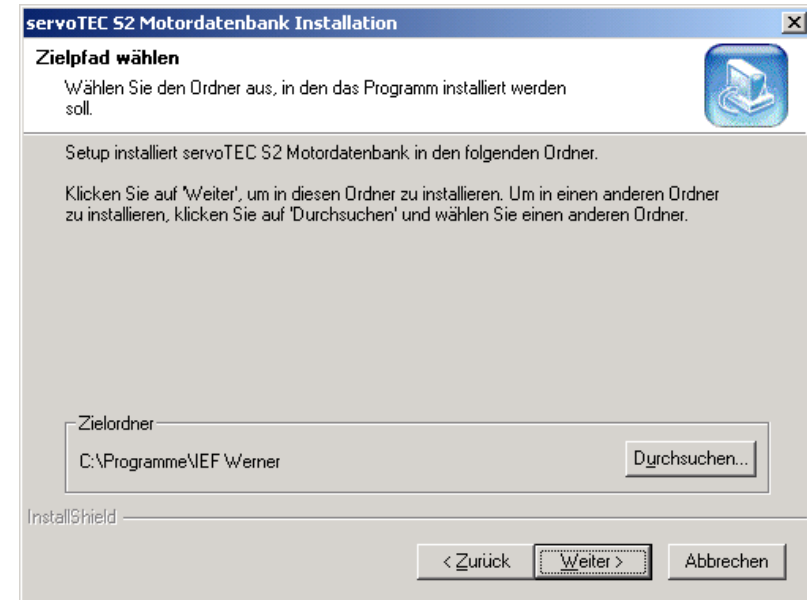 servoTEC S2 Motordatenbank Installation
Zielpfad wählen
Wählen Sie den Ordner aus, in den das Programm installiert werden
soll.
Setup installiert servoTEC S2 Motordatenbank in den folgenden Ordner.
Klicken Sie auf 'Weiter', um in diesen Ordner zu installieren. Um in einen anderen Ordner
zu installieren, klicken Sie auf 'Durchsuchen' und wählen Sie einen anderen Ordner.
Zielordner
C:\Programme\IEF Werner
Durchsuchen...
InstallShield
< Zurück
Weiter >
Abbrechen